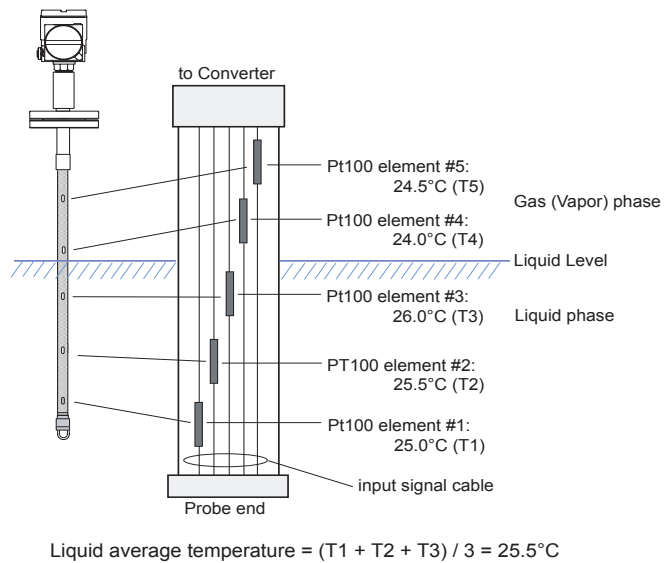 to Converter
Pt100 element #5:
24.5°C (T5)
Gas (Vapor) phase
Pt100 element #4:
24.0°C (T4)
Liquid Level
Pt100 element #3:
26.0°C (T3)
Liquid phase
PT100 element #2:
25.5°C (T2)
Pt100 element #1:
25.0°C (T1)
input signal cable
Probe end
Liquid average temperature = (T1 + T2 + T3) / 3 = 25.5°C